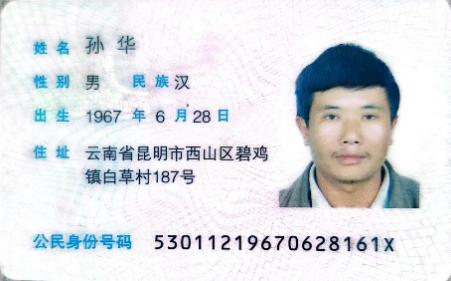 姓名 孙华
性别 男 民族 汉
出生 1967 年 6 月 28 日
住址 云南省昆明市西山区碧鸡
镇白草村187号
公民身份号码 53011219670628161X